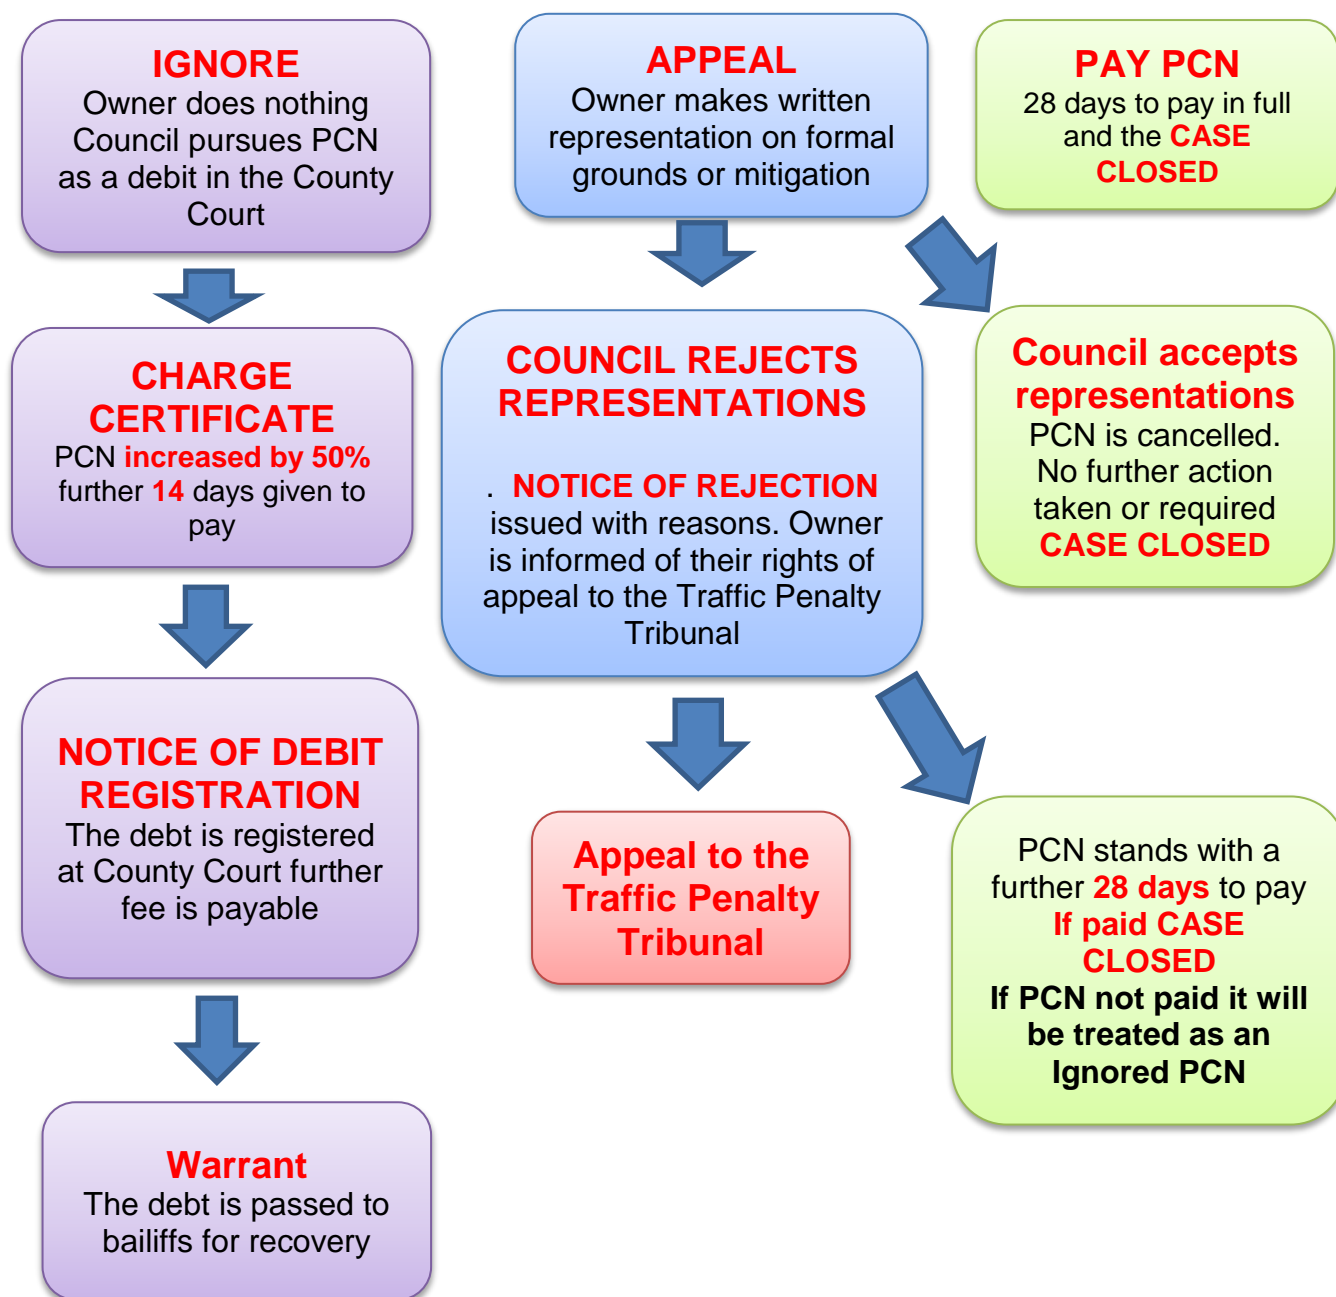 IGNORE
Owner does nothing
Council pursues PCN
as a debit in the County
Court
CHARGE
CERTIFICATE
PCN increased by 50%
further 14 days given to
pay
NOTICE OF DEBIT
REGISTRATION
The debt is registered
at County Court further
fee is payable
Warrant
The debt is passed to
bailiffs for recovery
APPEAL
Owner makes written
representation on formal
grounds or mitigation
COUNCIL REJECTS
REPRESENTATIONS
. NOTICE OF REJECTION
issued with reasons. Owner
is informed of their rights of
appeal to the Traffic Penalty
Tribunal
Appeal to the
Traffic Penalty
Tribunal
PAY PCN
28 days to pay in full
and the CASE
CLOSED
Council accepts
representations
PCN is cancelled.
No further action
taken or required
CASE CLOSED
PCN stands with a
further 28 days to pay
If paid CASE
CLOSED
If PCN not paid it will
be treated as an
Ignored PCN